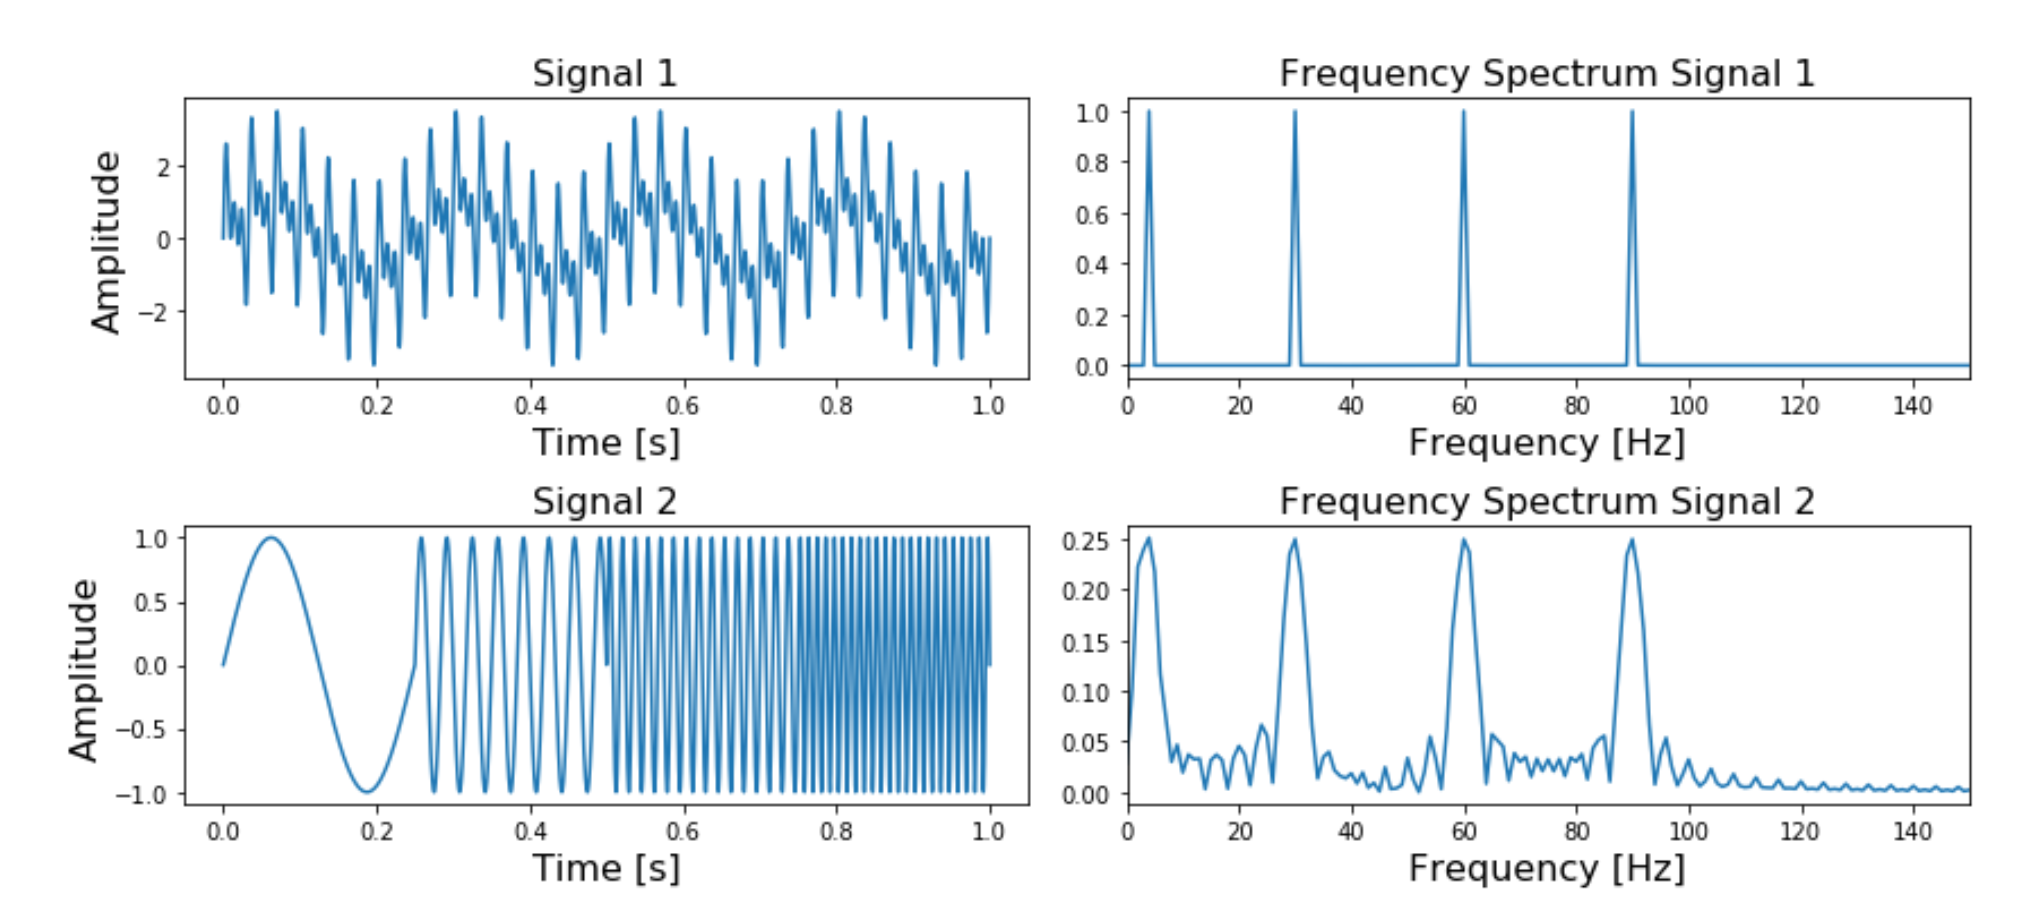 Signal 1
Amplitude
2
0
−2
0.0 0.2 0.4 0.6 0.8 1.0
Time [s]
Frequency Spectrum Signal 1
1.0
0.8
0.6
0.4
0.2
0.0
0 20 40 60 80 100 120 140
Frequency [Hz]
Signal 2
Amplitude
1.0
0.5
0.0
−0.5
−1.0
0.0 0.2 0.4 0.6 0.8 1.0
Time [s]
Frequency Spectrum Signal 2
0.25
0.20
0.15
0.10
0.05
0.00
0 20 40 60 80 100 120 140
Frequency [Hz]